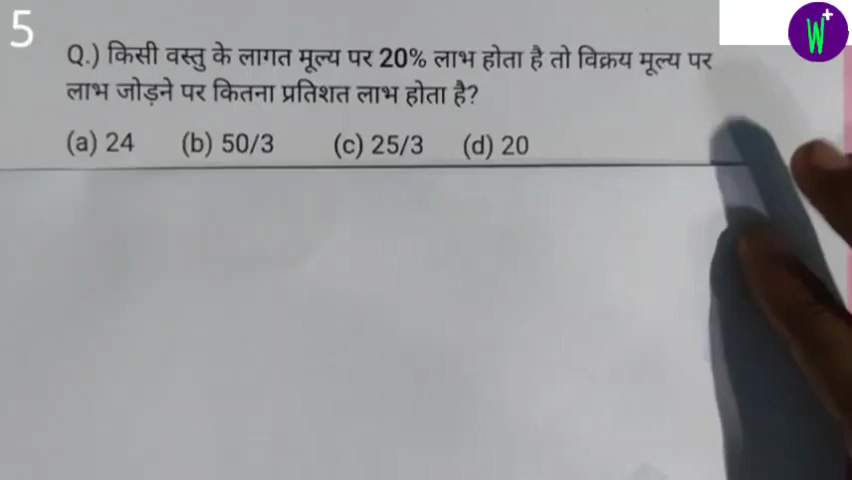 5
W+
Q.) किसी वस्तु के लागत मूल्य पर 20% लाभ होता है तो विक्रय मूल्य पर
लाभ जोड़ने पर कितना प्रतिशत लाभ होता है?
(a) 24 (b) 50/3 (c) 25/3 (d) 20